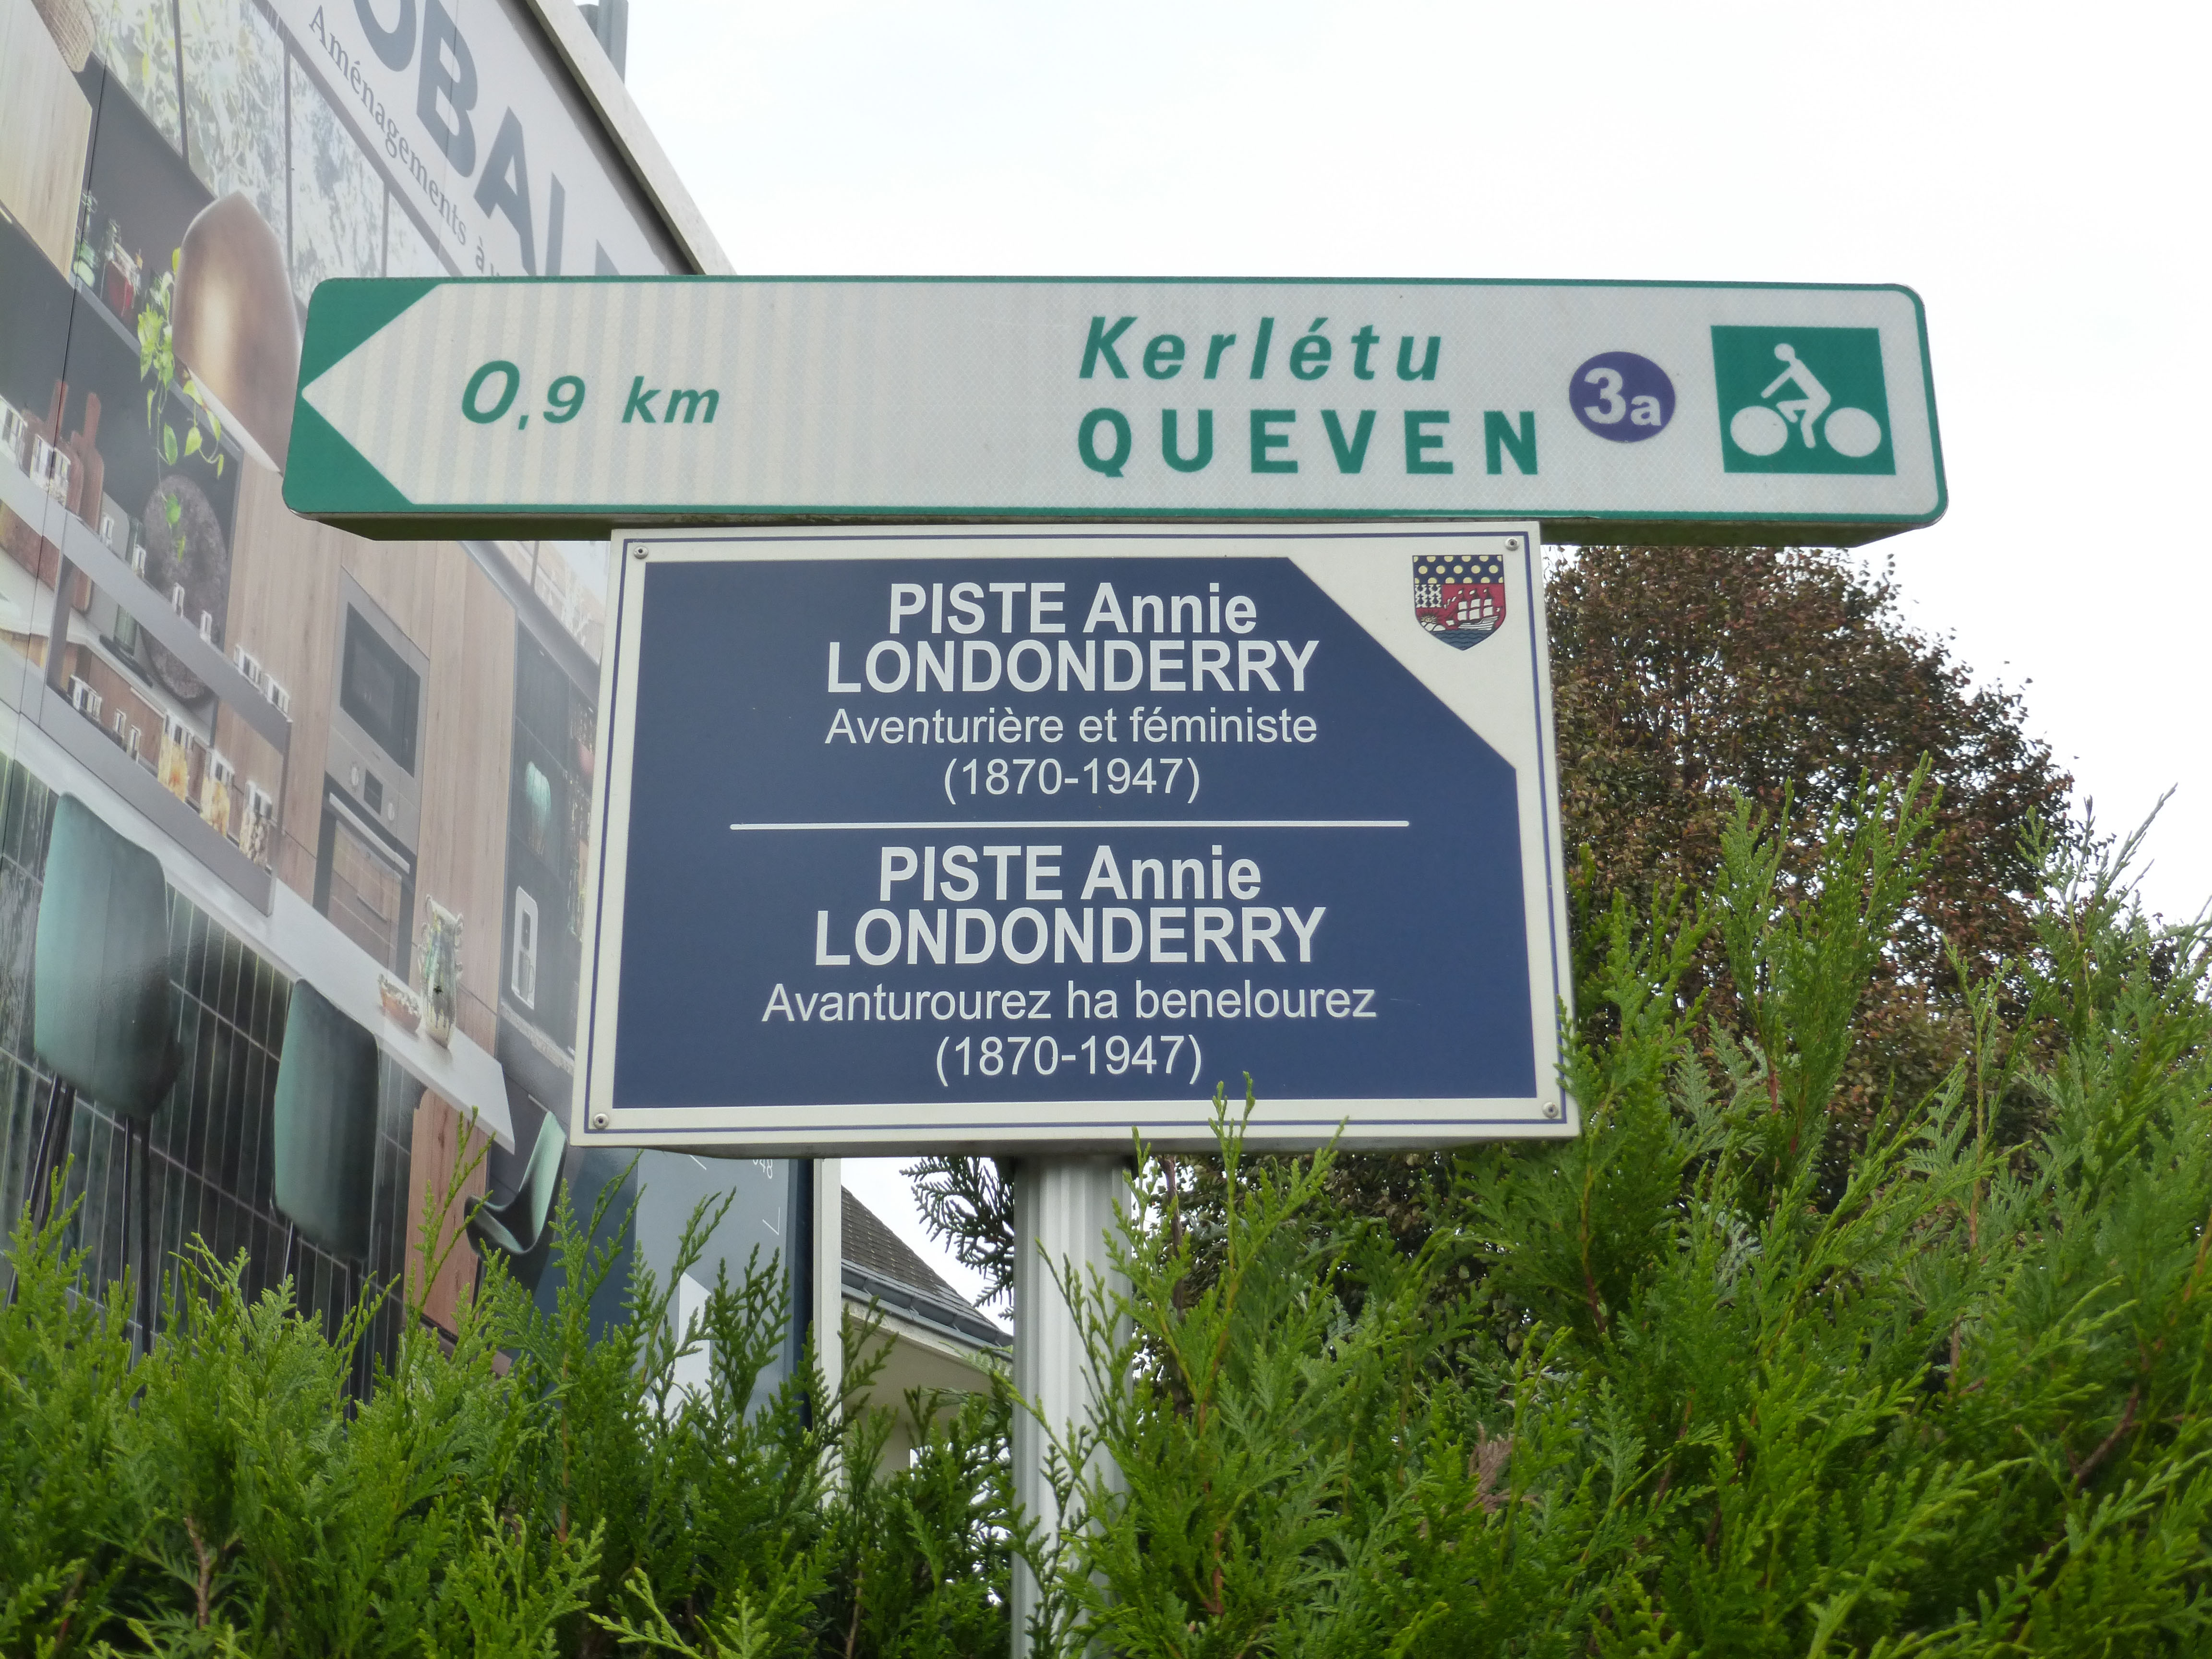 Aménagements à
0,9 km
Kerlétu
QUEVEN
3a
PISTE Annie
LONDONDERRY
Aventurière et féministe
(1870-1947)
PISTE Annie
LONDONDERRY
Avanturourez ha benelourez
(1870-1947)